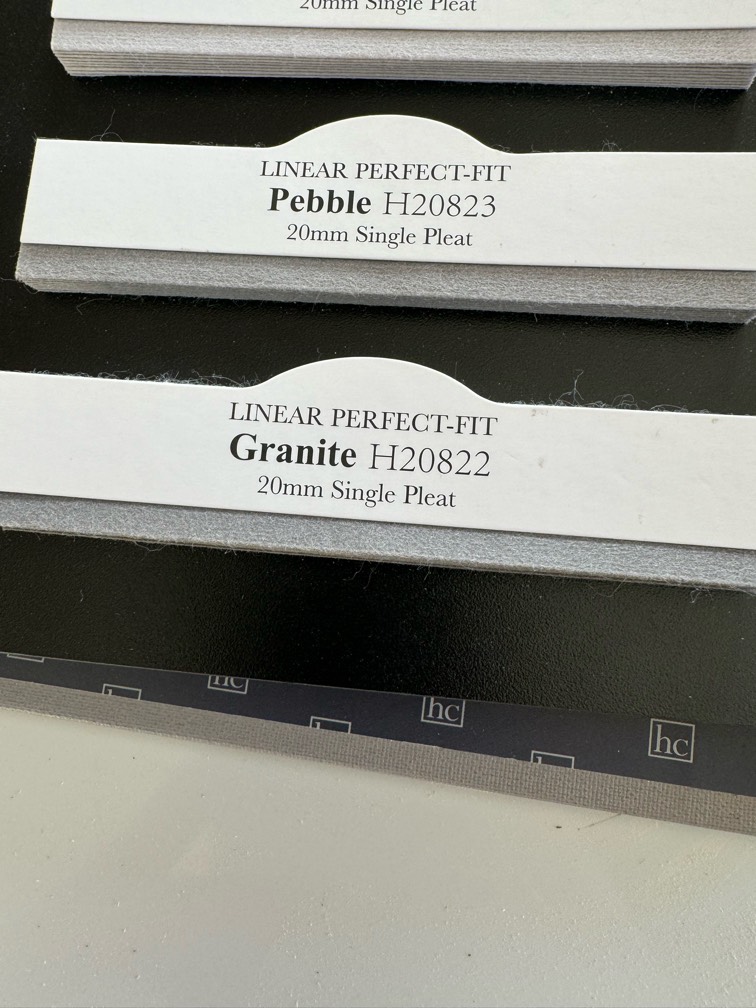 20mm Single Pleat
LINEAR PERFECT-FIT
Pebble H20823
20mm Single Pleat
LINEAR PERFECT-FIT
Granite H20822
20mm Single Pleat
hc
hc
hc